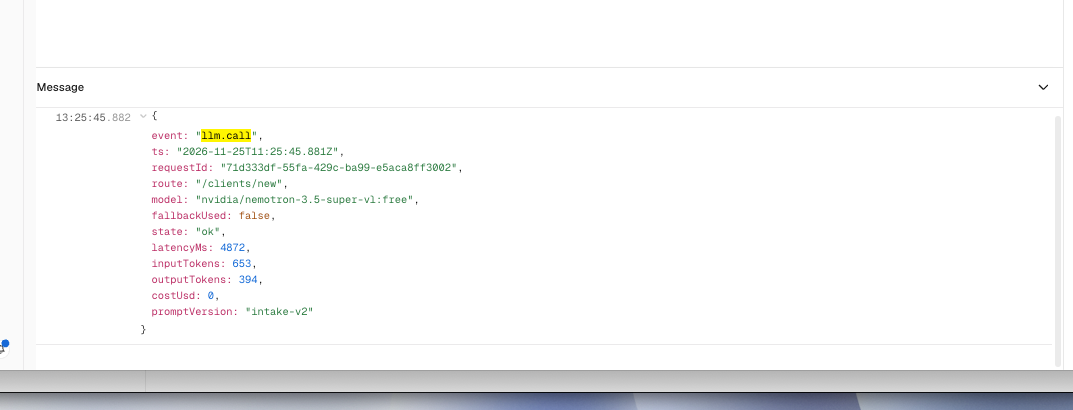 Message
13:25:45.882 {
event: "llm.call",
ts: "2026-11-25T11:25:45.881Z",
requestId: "71d333df-55fa-429c-ba99-e5aca8ff3002",
route: "/clients/new",
model: "nvidia/nemotron-3.5-super-vl:free",
fallbackUsed: false,
state: "ok",
latencyMs: 4872,
inputTokens: 653,
outputTokens: 394,
costUsd: 0,
promptVersion: "intake-v2"
}